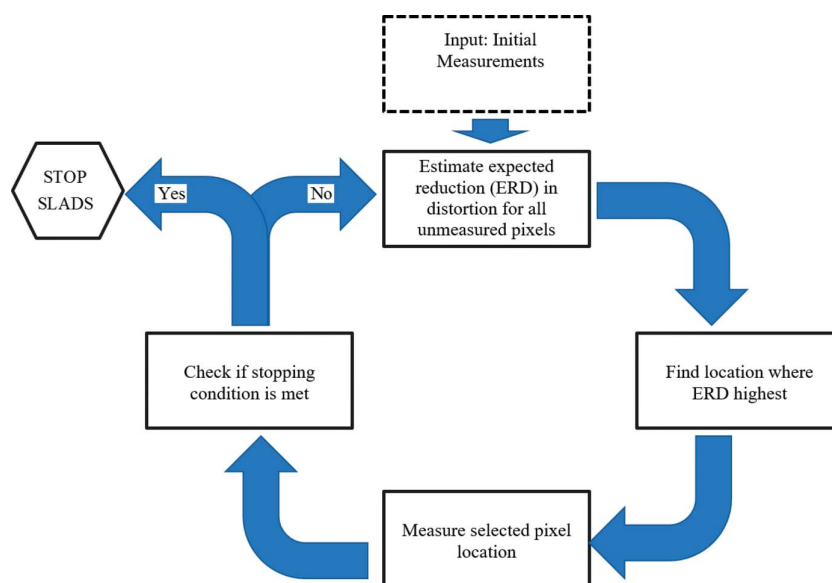 Input: Initial
Measurements
STOP
SLADS
Yes
No
Estimate expected
reduction (ERD) in
distortion for all
unmeasured pixels
Check if stopping
condition is met
Find location where
ERD highest
Measure selected pixel
location